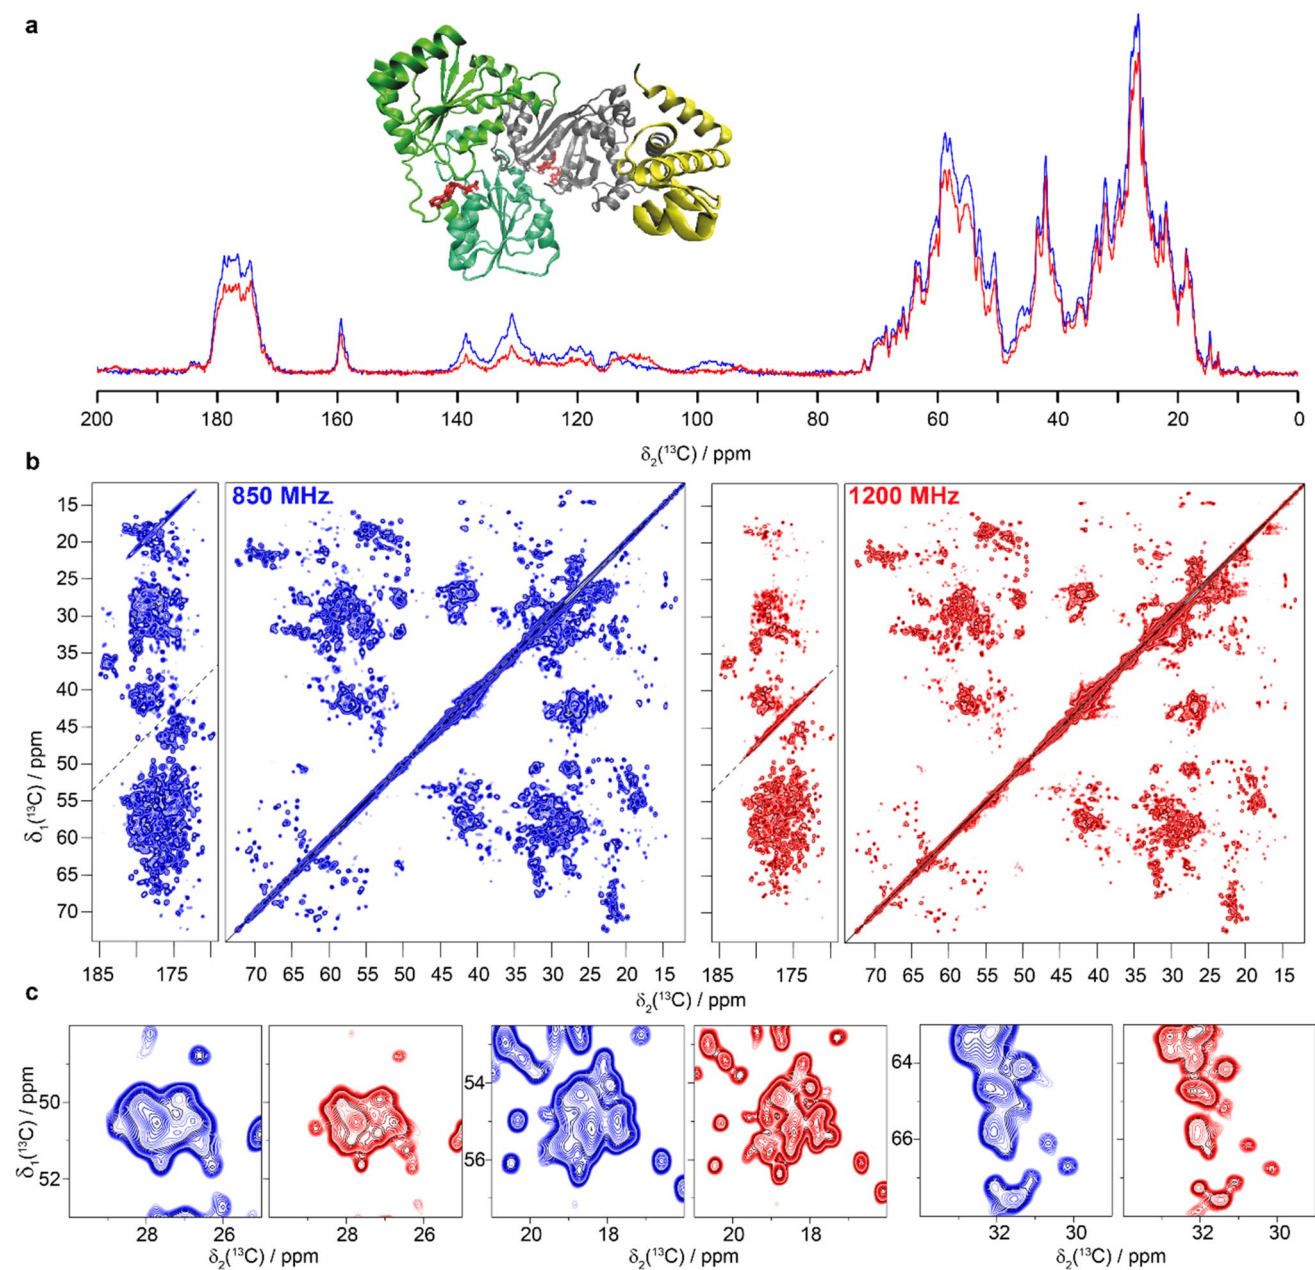 a
200 180 160 140 120 100 80 60 40 20 0
δ₂(¹³C) / ppm
b
850 MHz
1200 MHz
15
20
25
30
35
40
45
50
55
60
65
70
δ₁(¹³C) / ppm
185 175 70 65 60 55 50 45 40 35 30 25 20 15 185 175 70 65 60 55 50 45 40 35 30 25 20 15
δ₂(¹³C) / ppm
c
50
52
δ₁(¹³C) / ppm
54
56
64
66
28 26 28 26 20 18 20 18 32 30 32 30
δ₂(¹³C) / ppm δ₂(¹³C) / ppm δ₂(¹³C) / ppm